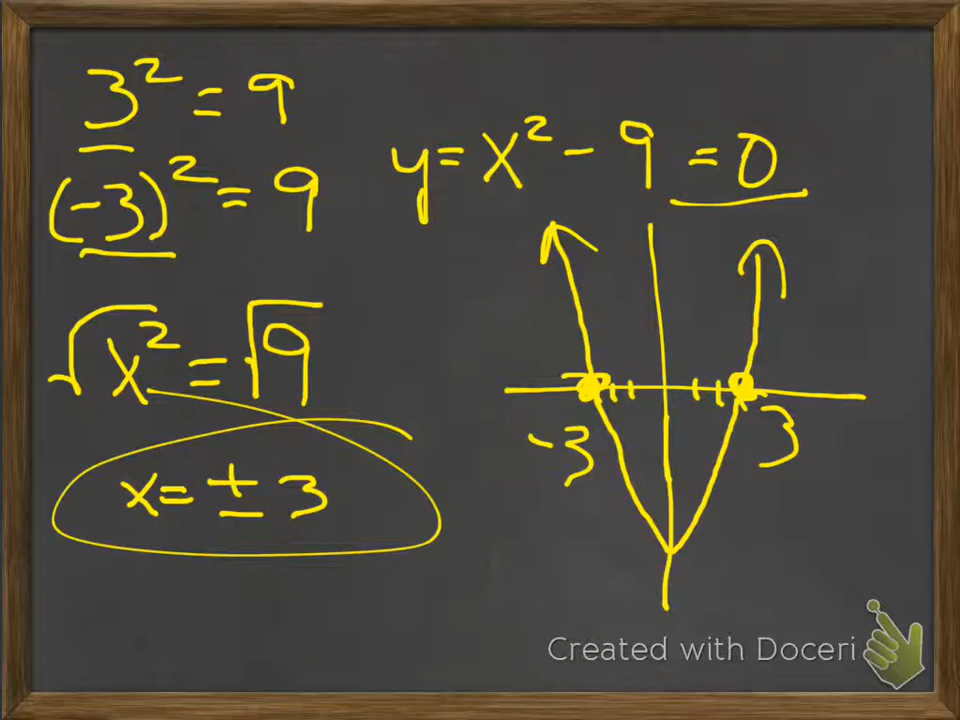 3² = 9
(-3)² = 9
√x² = √9
x = ± 3
y = x² - 9 = 0
-3
3
Created with Doceri